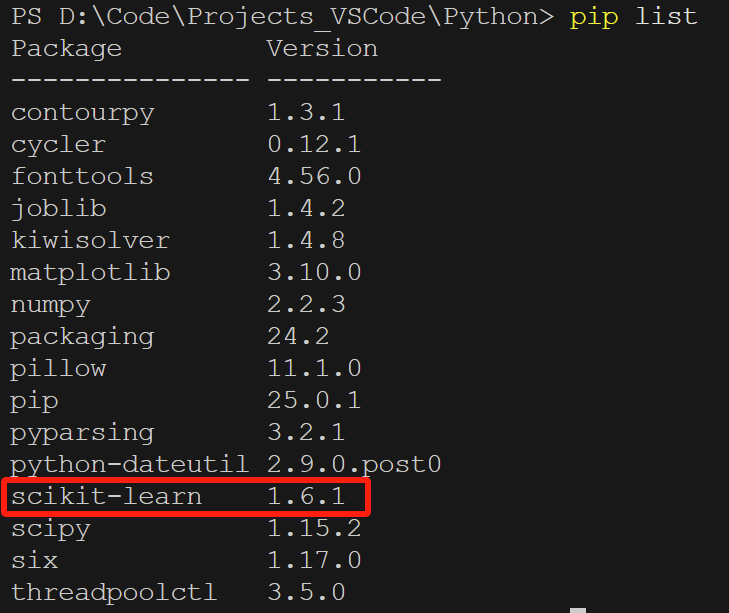 PS D:\Code\Projects_VSCode\Python> pip list
Package         Version
--------------- -----------
contourpy       1.3.1
cycler          0.12.1
fonttools       4.56.0
joblib          1.4.2
kiwisolver      1.4.8
matplotlib      3.10.0
numpy           2.2.3
packaging       24.2
pillow          11.1.0
pip             25.0.1
pyparsing       3.2.1
python-dateutil 2.9.0.post0
scikit-learn    1.6.1
scipy           1.15.2
six             1.17.0
threadpoolctl   3.5.0